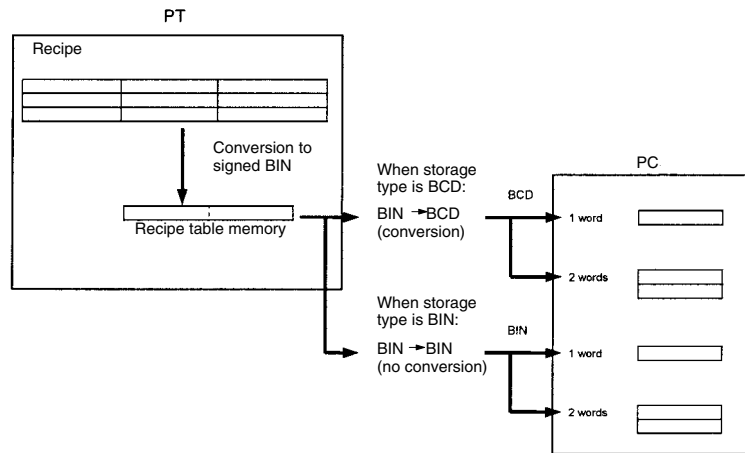 PT
Recipe
Conversion to
signed BIN
Recipe table memory
When storage
type is BCD:
BIN → BCD
(conversion)
BCD
PC
1 word
2 words
When storage
type is BIN:
BIN → BIN
(no conversion)
BIN
1 word
2 words